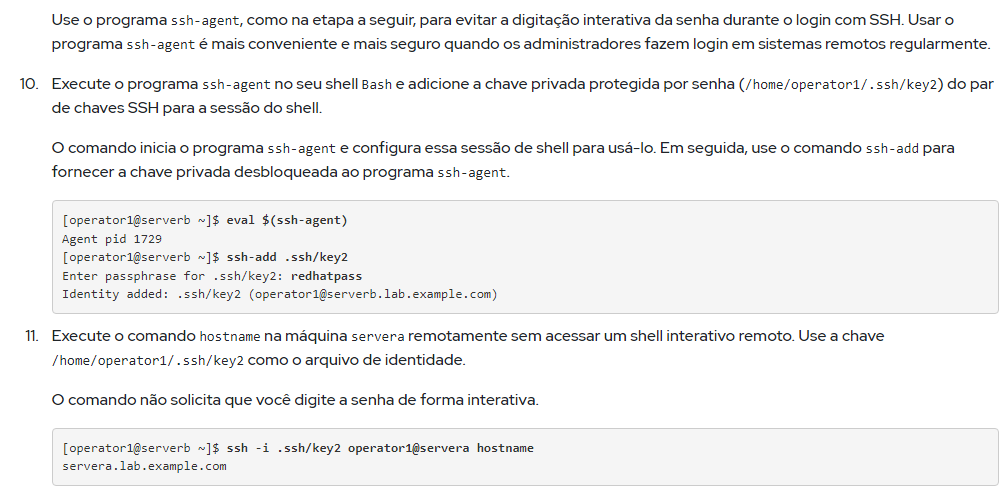 Use o programa ssh-agent, como na etapa a seguir, para evitar a digitação interativa da senha durante o login com SSH. Usar o
programa ssh-agent é mais conveniente e mais seguro quando os administradores fazem login em sistemas remotos regularmente.
10. Execute o programa ssh-agent no seu shell Bash e adicione a chave privada protegida por senha (/home/operator1/.ssh/key2) do par
de chaves SSH para a sessão do shell.
O comando inicia o programa ssh-agent e configura essa sessão de shell para usá-lo. Em seguida, use o comando ssh-add para
fornecer a chave privada desbloqueada ao programa ssh-agent.
[operator1@serverb ~]$ eval $(ssh-agent)
Agent pid 1729
[operator1@serverb ~]$ ssh-add .ssh/key2
Enter passphrase for .ssh/key2: redhatpass
Identity added: .ssh/key2 (operator1@serverb.lab.example.com)
11. Execute o comando hostname na máquina servera remotamente sem acessar um shell interativo remoto. Use a chave
/home/operator1/.ssh/key2 como o arquivo de identidade.
O comando não solicita que você digite a senha de forma interativa.
[operator1@serverb ~]$ ssh -i .ssh/key2 operator1@servera hostname
servera.lab.example.com